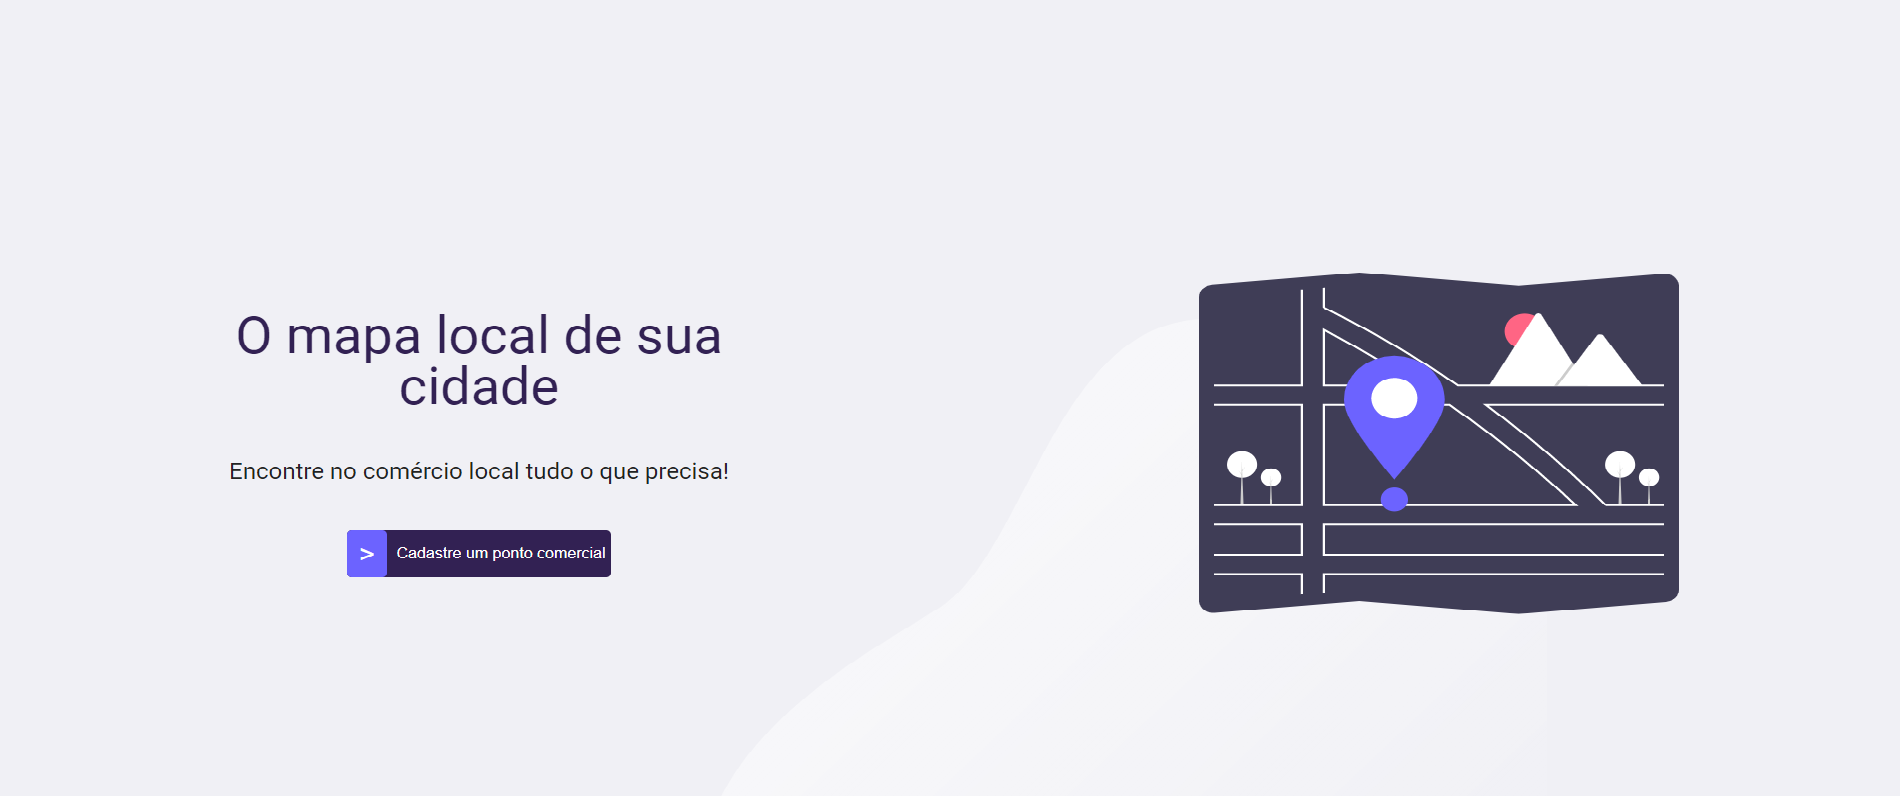 O mapa local de sua
cidade
Encontre no comércio local tudo o que precisa!
> Cadastre um ponto comercial